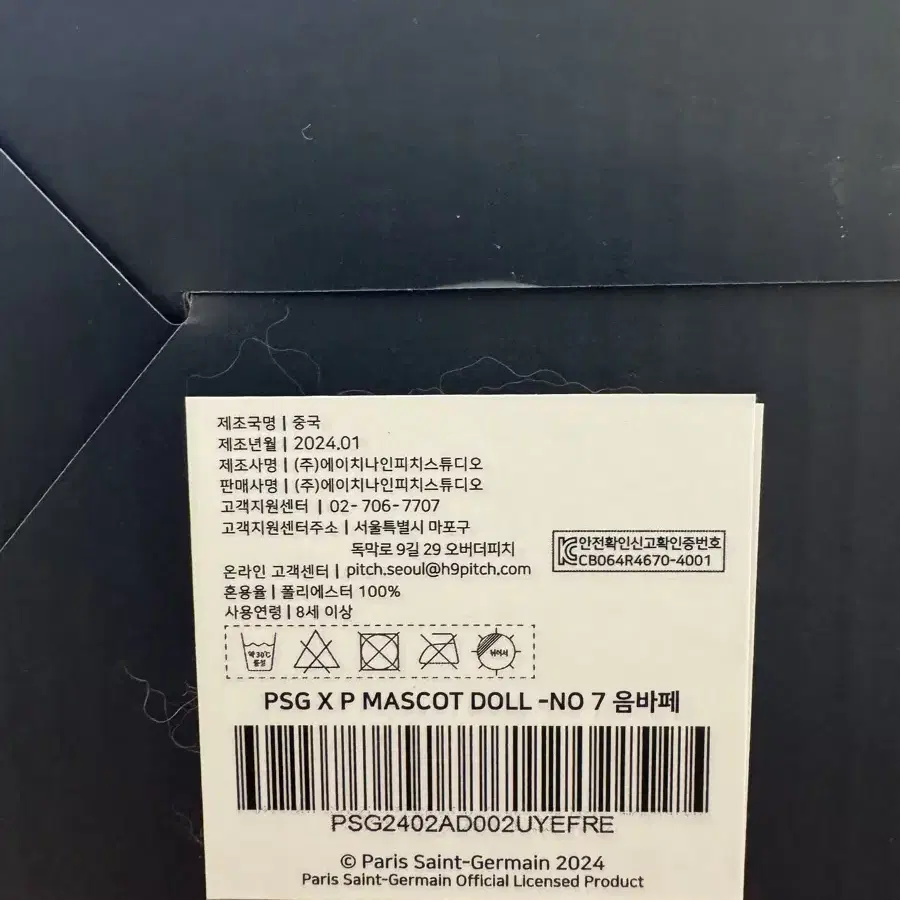 제조국명 | 중국
제조년월 | 2024.01
제조사명 | (주)에이치나인피치스튜디오
판매사명 | (주)에이치나인피치스튜디오
고객지원센터 | 02-706-7707
고객지원센터주소 | 서울특별시 마포구
독막로 9길 29 오버더피치
온라인 고객센터 | pitch.seoul@h9pitch.com
혼용율 | 폴리에스터 100%
사용연령 | 8세 이상
안전확인신고확인증번호
CB064R4670-4001
약 30℃
중성
뉘어서
PSG X P MASCOT DOLL -NO 7 음바페
PSG2402AD002UYEFRE
© Paris Saint-Germain 2024
Paris Saint-Germain Official Licensed Product